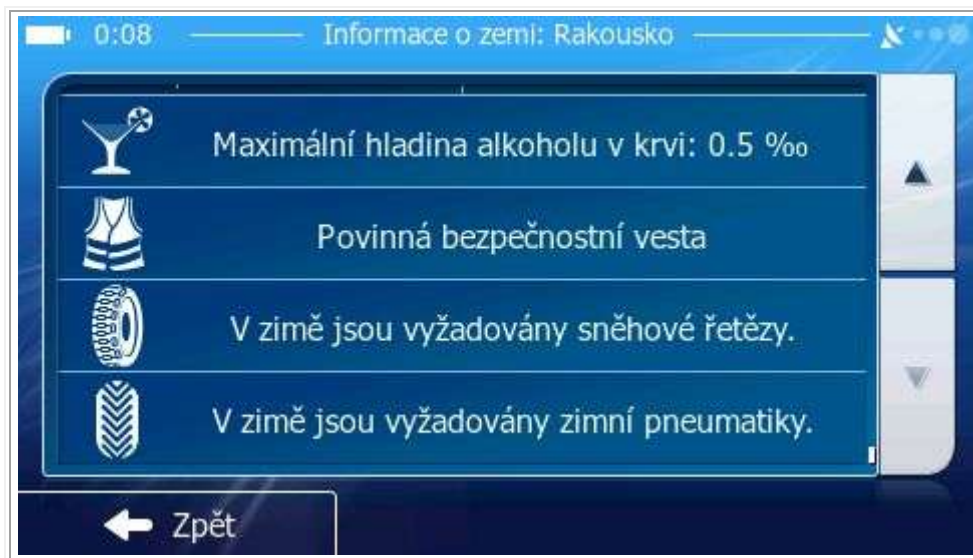 0:08
Informace o zemi: Rakousko
Maximální hladina alkoholu v krvi: 0.5 ‰
Povinná bezpečnostní vesta
V zimě jsou vyžadovány sněhové řetězy.
V zimě jsou vyžadovány zimní pneumatiky.
Zpět